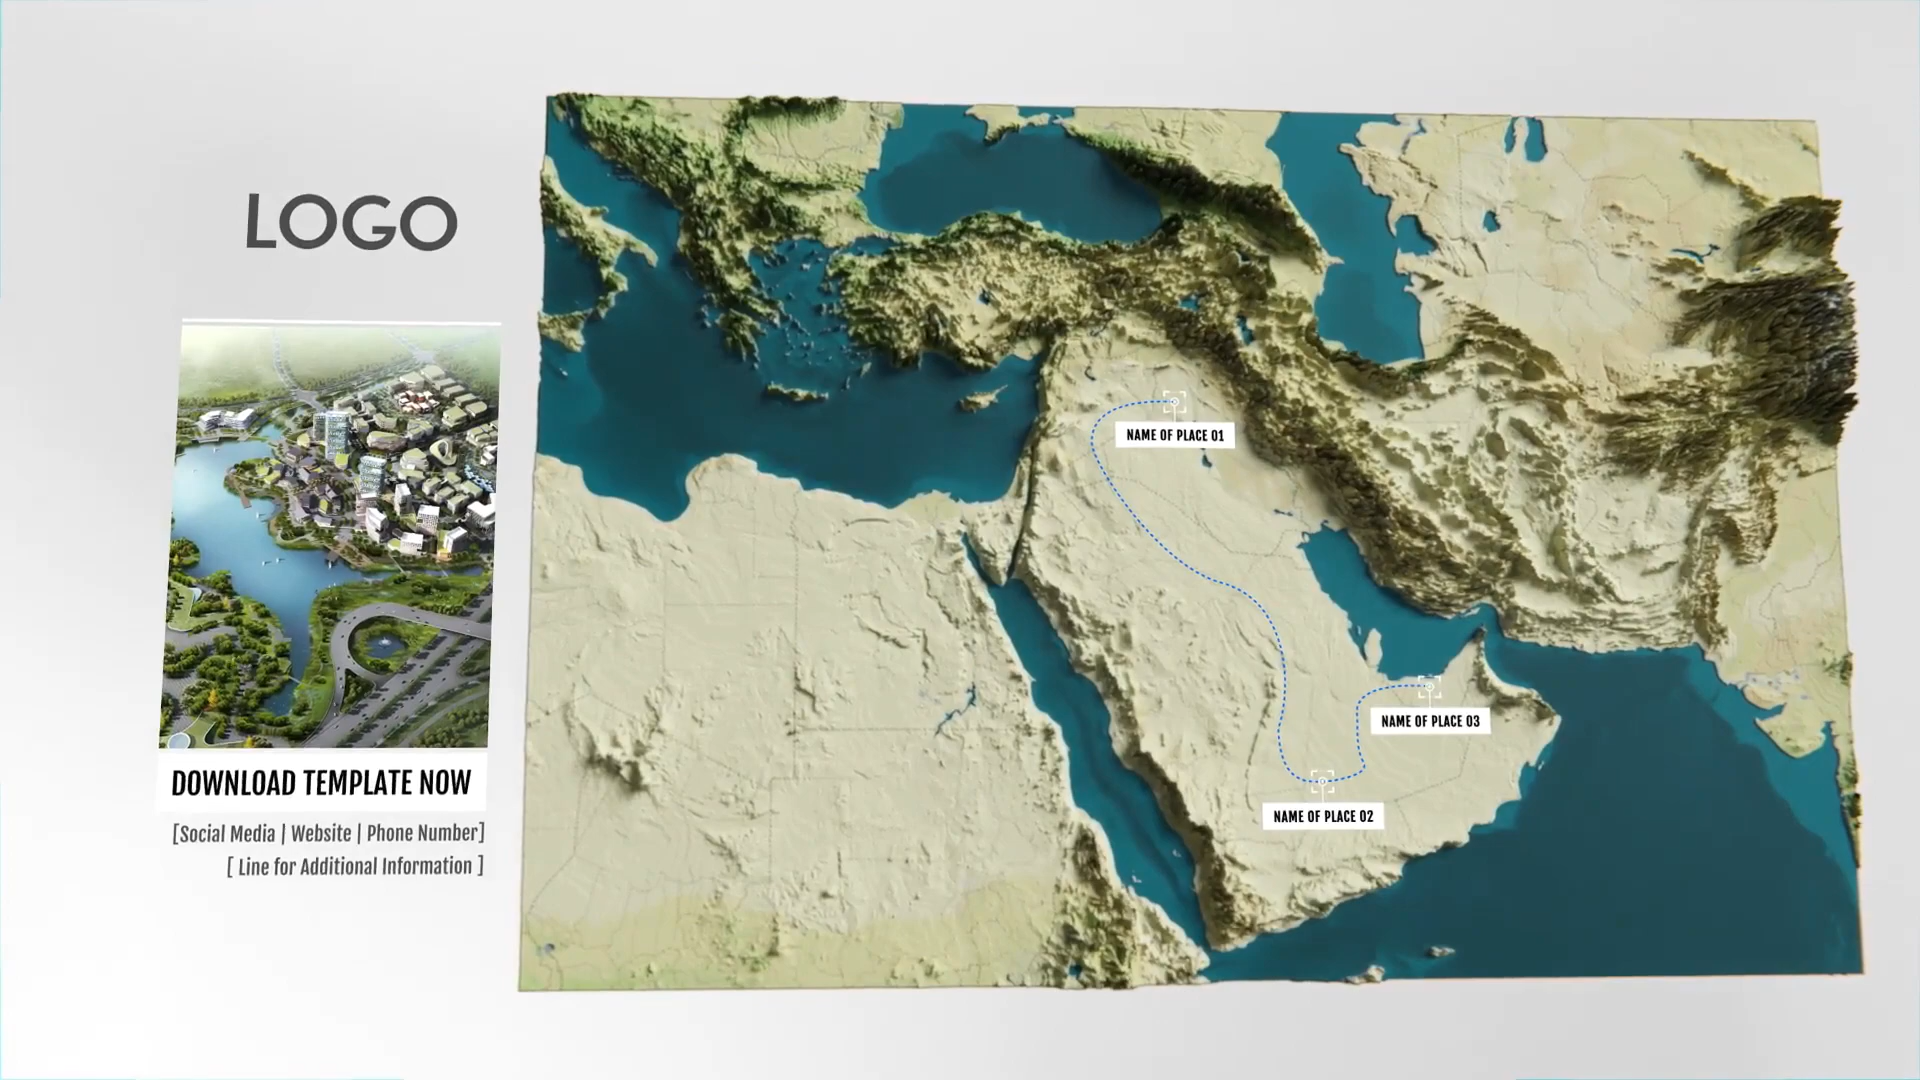 LOGO
DOWNLOAD TEMPLATE NOW
[Social Media | Website | Phone Number]
[ Line for Additional Information ]
NAME OF PLACE 01
NAME OF PLACE 03
NAME OF PLACE 02